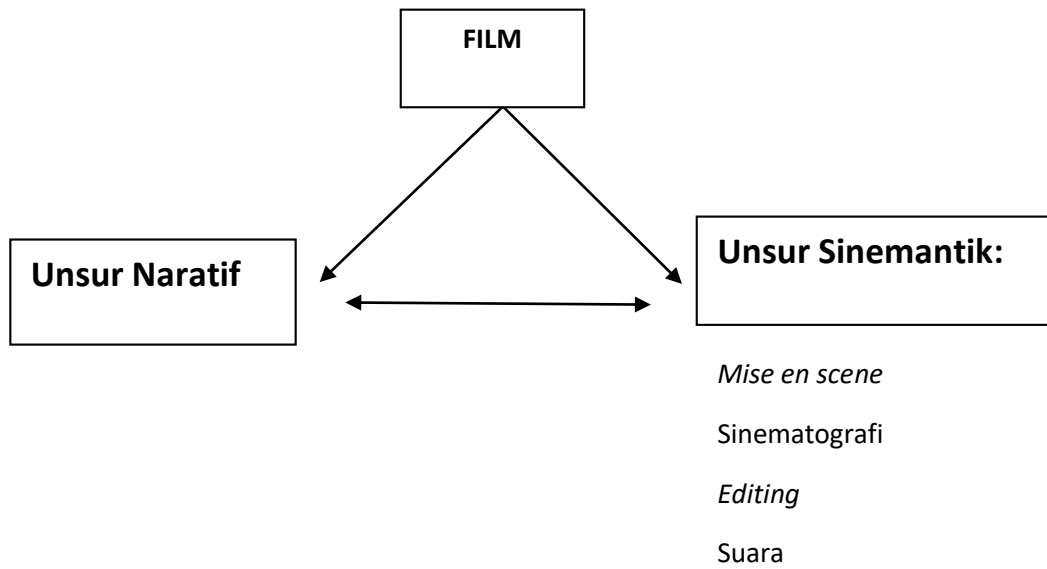 FILM
Unsur Naratif
Unsur Sinemantik:
Mise en scene
Sinematografi
Editing
Suara